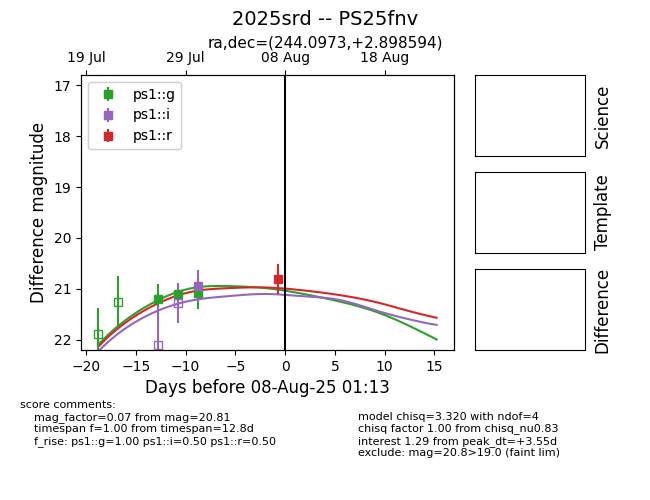 2025srd -- PS25fnv
ra,dec=(244.0973,+2.898594)
19 Jul 29 Jul 08 Aug 18 Aug
ps1::g
ps1::i
ps1::r
17
18
19
20
21
22
Difference magnitude
−20 −15 −10 −5 0 5 10 15
Days before 08-Aug-25 01:13
Science
Template
Difference
score comments:
mag_factor=0.07 from mag=20.81
timespan f=1.00 from timespan=12.8d
f_rise: ps1::g=1.00 ps1::i=0.50 ps1::r=0.50
model chisq=3.320 with ndof=4
chisq factor 1.00 from chisq_nu0.83
interest 1.29 from peak_dt=+3.55d
exclude: mag=20.8>19.0 (faint lim)